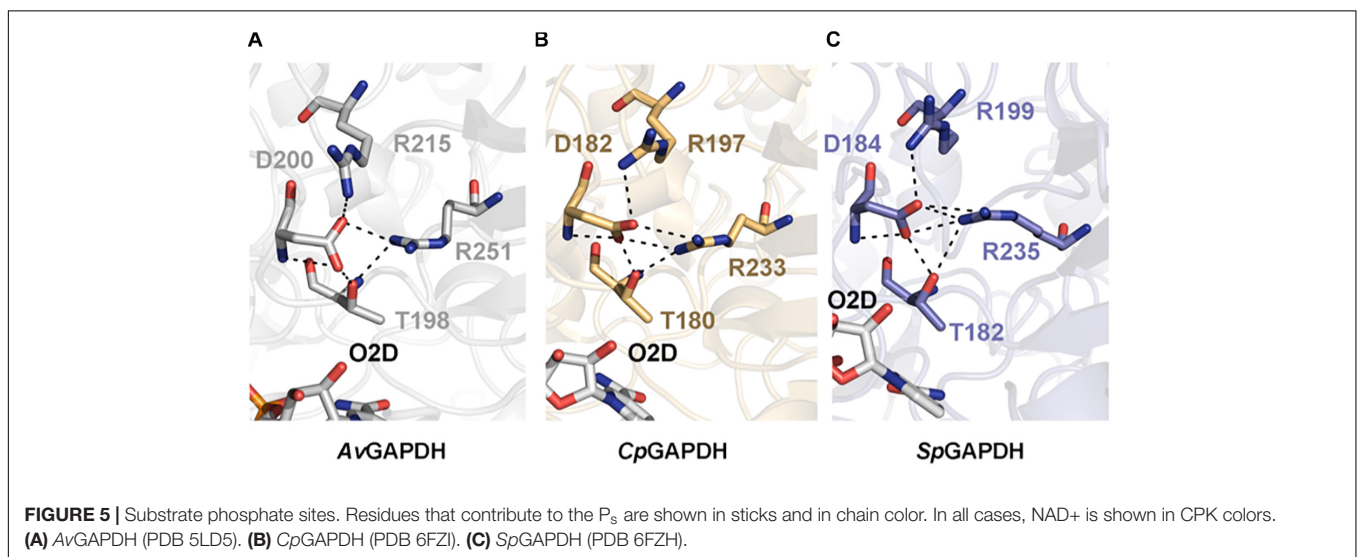 A
B
C
R215
D200
R251
T198
O2D
D182
R197
R233
T180
O2D
R199
D184
R235
O2D
T182
AvGAPDH
CpGAPDH
SpGAPDH
FIGURE 5 | Substrate phosphate sites. Residues that contribute to the Ps are shown in sticks and in chain color. In all cases, NAD+ is shown in CPK colors.
(A) AvGAPDH (PDB 5LD5). (B) CpGAPDH (PDB 6FZI). (C) SpGAPDH (PDB 6FZH).